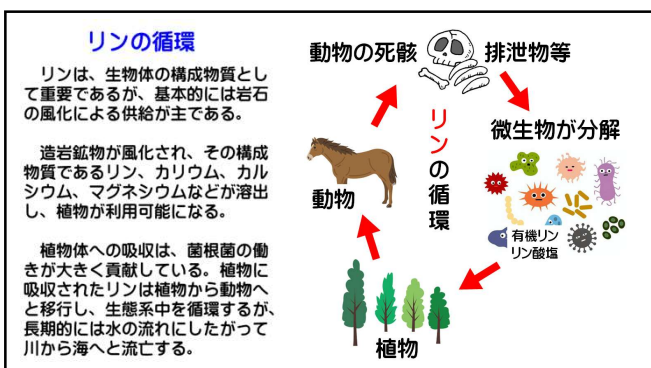 リンの循環
リンは、生物体の構成物質とし
て重要であるが、基本的には岩石
の風化による供給が主である。
造岩鉱物が風化され、その構成
物質であるリン、カリウム、カル
シウム、マグネシウムなどが溶出
し、植物が利用可能になる。
植物体への吸収は、菌根菌の働
きが大きく貢献している。植物に
吸収されたリンは植物から動物へ
と移行し、生態系中を循環するが、
長期的には水の流れにしたがって
川から海へと流亡する。
動物の死骸
排泄物等
微生物が分解
リンの循環
動物
有機リン
リン酸塩
植物